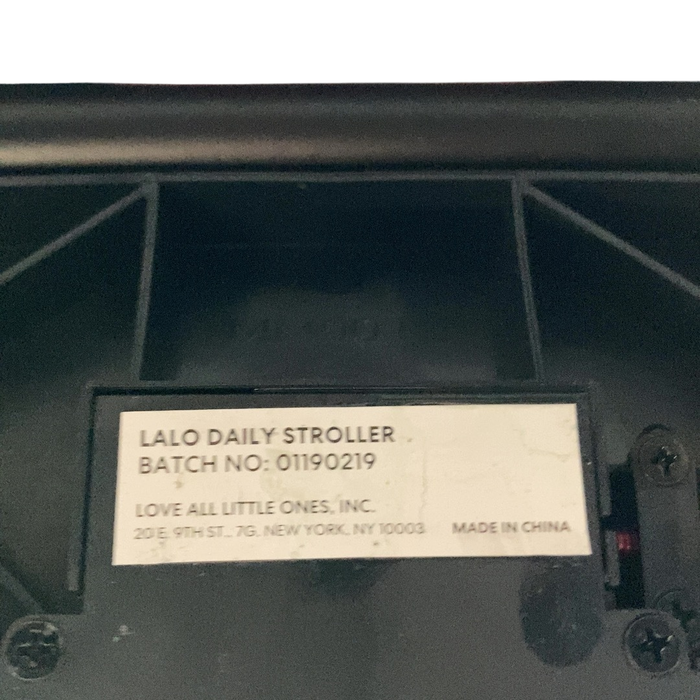 LALO DAILY STROLLER
BATCH NO: 01190219
LOVE ALL LITTLE ONES, INC.
20 E. 9TH ST., 7G, NEW YORK, NY 10003 MADE IN CHINA